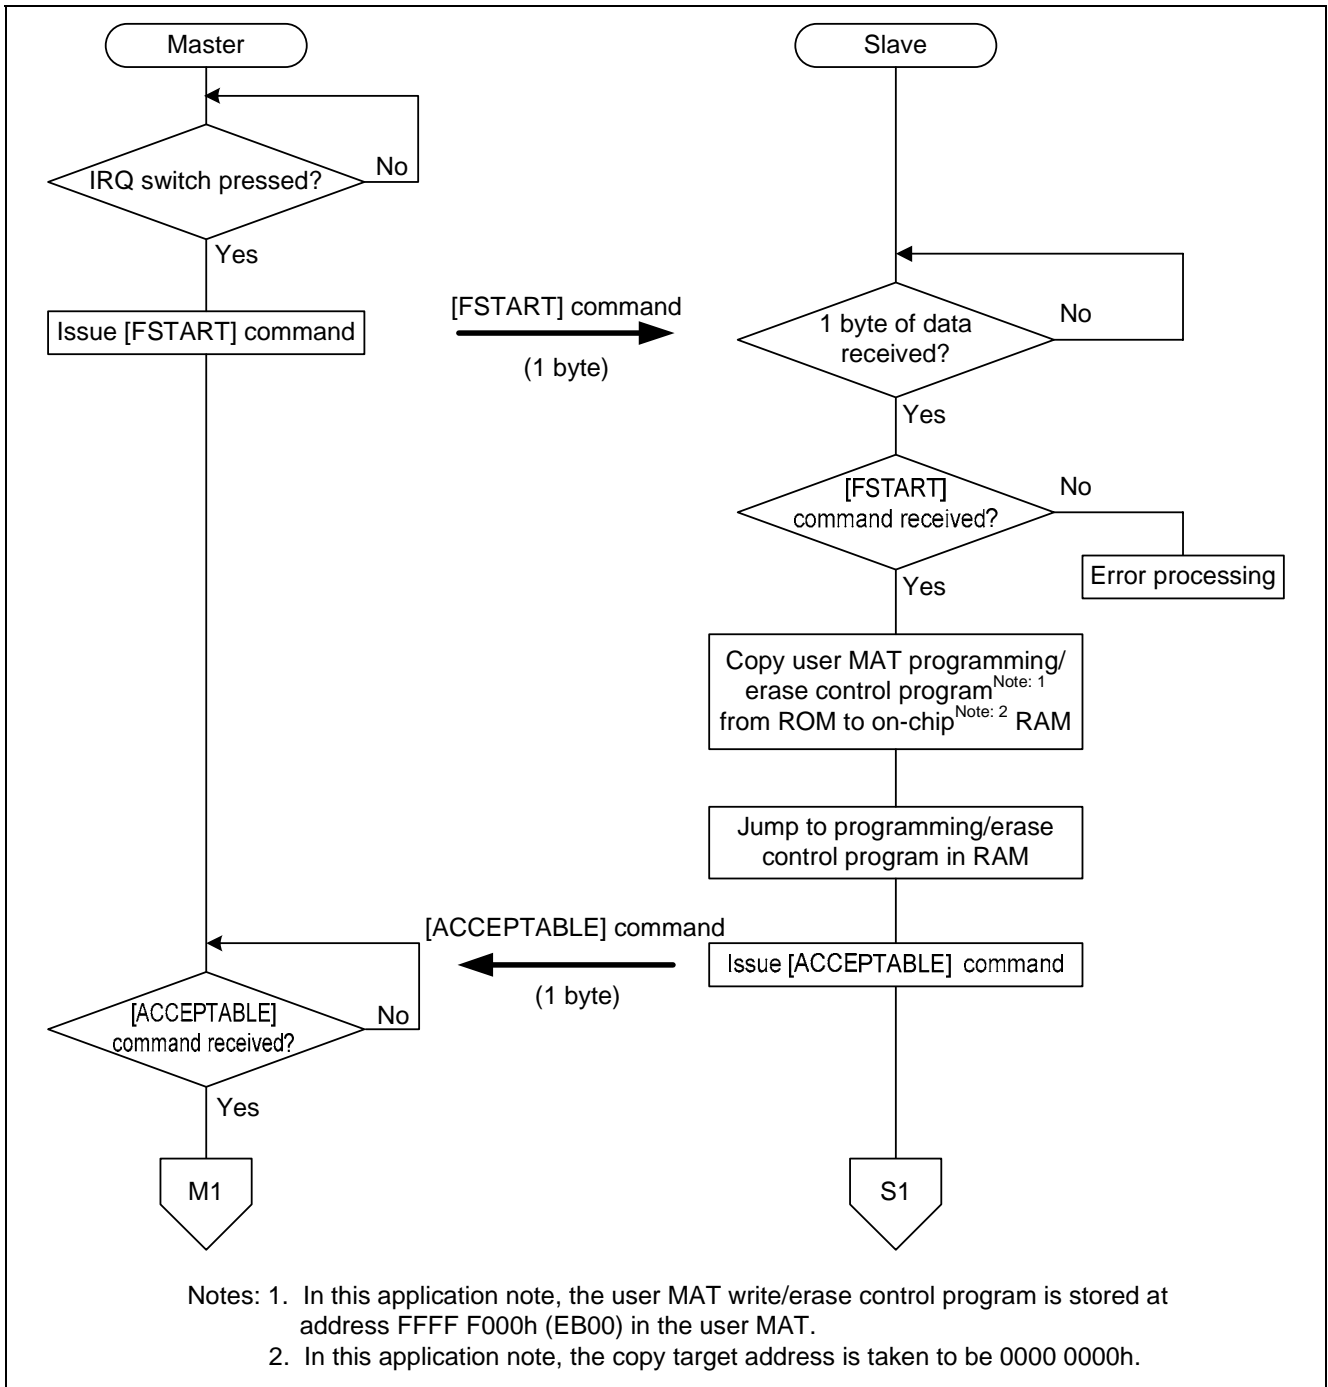 Master
Slave
IRQ switch pressed?
No
Yes
Issue [FSTART] command
[FSTART] command
(1 byte)
1 byte of data
received?
No
Yes
[FSTART]
command received?
No
Error processing
Yes
Copy user MAT programming/
erase control program Note: 1
from ROM to on-chip Note: 2 RAM
Jump to programming/erase
control program in RAM
[ACCEPTABLE] command
(1 byte)
Issue [ACCEPTABLE] command
[ACCEPTABLE]
command received?
No
Yes
M1
S1
Notes: 1. In this application note, the user MAT write/erase control program is stored at
address FFFF F000h (EB00) in the user MAT.
2. In this application note, the copy target address is taken to be 0000 0000h.